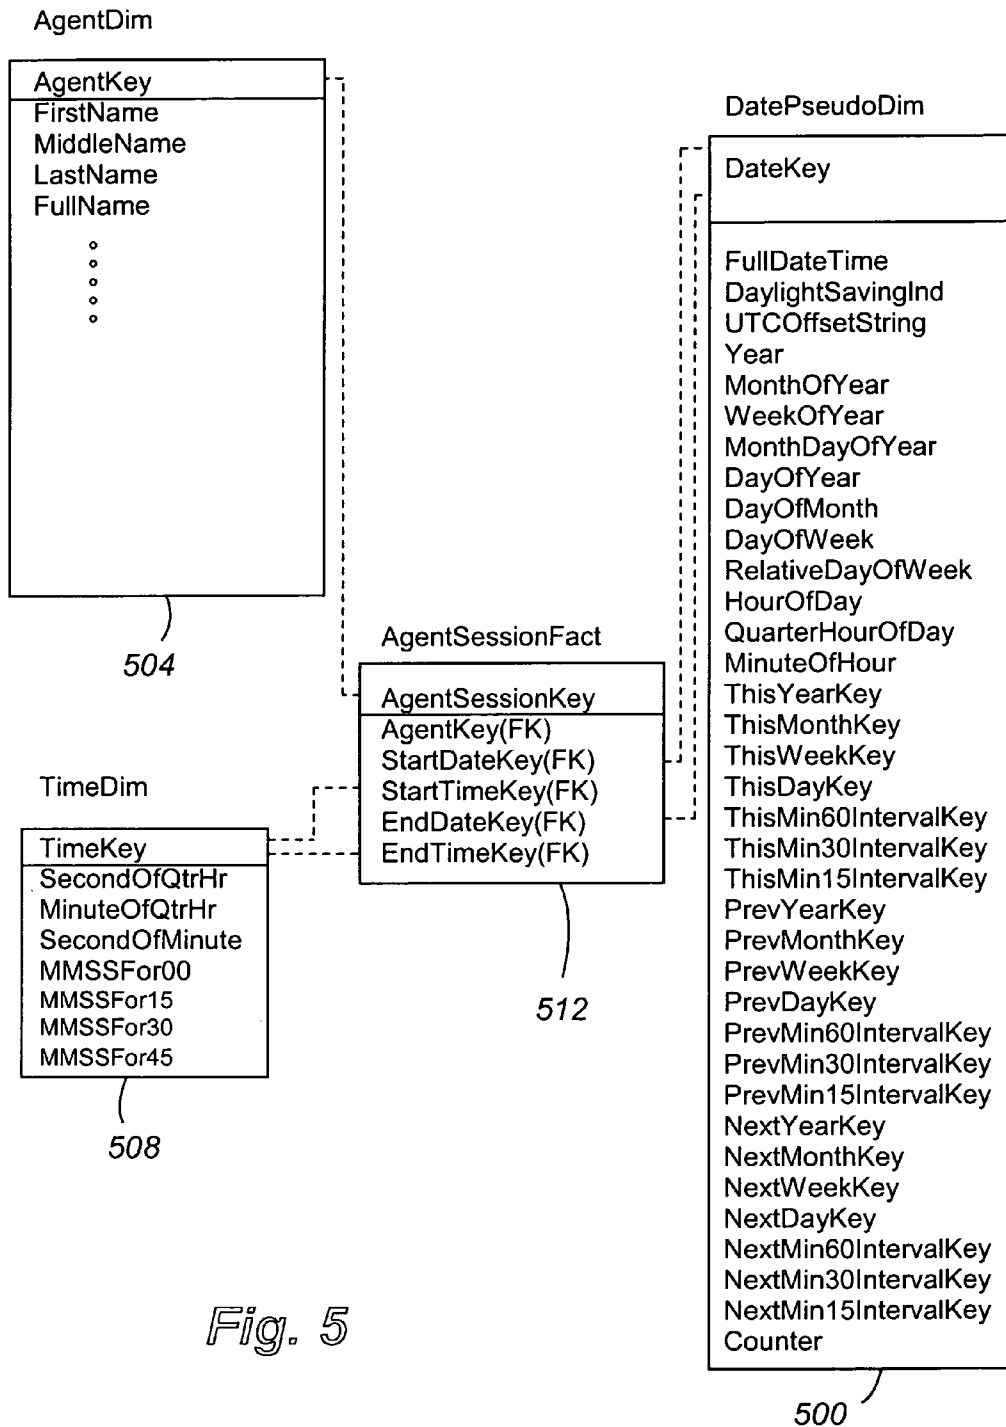 AgentDim
AgentKey
FirstName
MiddleName
LastName
FullName
504
TimeDim
TimeKey
SecondOfQtrHr
MinuteOfQtrHr
SecondOfMinute
MMSSFor00
MMSSFor15
MMSSFor30
MMSSFor45
508
AgentSessionFact
AgentSessionKey
AgentKey(FK)
StartDateKey(FK)
StartTimeKey(FK)
EndDateKey(FK)
EndTimeKey(FK)
512
DatePseudoDim
DateKey
FullDateTime
DaylightSavingInd
UTCOffsetString
Year
MonthOfYear
WeekOfYear
MonthDayOfYear
DayOfYear
DayOfMonth
DayOfWeek
RelativeDayOfWeek
HourOfDay
QuarterHourOfDay
MinuteOfHour
ThisYearKey
ThisMonthKey
ThisWeekKey
ThisDayKey
ThisMin60IntervalKey
ThisMin30IntervalKey
ThisMin15IntervalKey
PrevYearKey
PrevMonthKey
PrevWeekKey
PrevDayKey
PrevMin60IntervalKey
PrevMin30IntervalKey
PrevMin15IntervalKey
NextYearKey
NextMonthKey
NextWeekKey
NextDayKey
NextMin60IntervalKey
NextMin30IntervalKey
NextMin15IntervalKey
Counter
500
Fig. 5